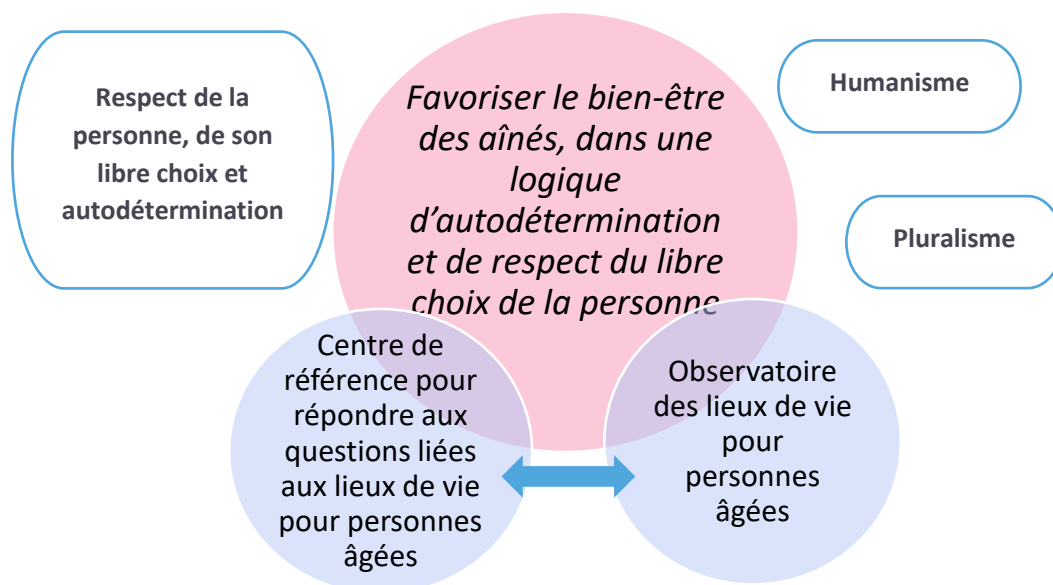 Respect de la
personne, de son
libre choix et
autodétermination
Favoriser le bien-être
des aînés, dans une
logique
d’autodétermination
et de respect du libre
choix de la personne
Humanisme
Pluralisme
Centre de
référence pour
répondre aux
questions liées
aux lieux de vie
pour personnes
âgées
Observatoire
des lieux de vie
pour
personnes
âgées